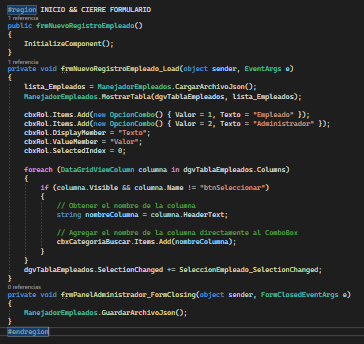 #region INICIO && CIERRE FORMULARIO
1 referencia
public frmNuevoRegistroEmpleado()
{
InitializeComponent();
}
1 referencia
private void frmNuevoRegistroEmpleado_Load(object sender, EventArgs e)
{
lista_Empleados = ManejadorEmpleados.CargarArchivoJson();
ManejadorEmpleados.MostrarTabla(dgvTablaEmpleados, lista_Empleados);
cbxRol.Items.Add(new OpcionCombo() { Valor = 1, Texto = "Empleado" });
cbxRol.Items.Add(new OpcionCombo() { Valor = 2, Texto = "Administrador" });
cbxRol.DisplayMember = "Texto";
cbxRol.ValueMember = "Valor";
cbxRol.SelectedIndex = 0;
foreach (DataGridViewColumn columna in dgvTablaEmpleados.Columns)
{
if (columna.Visible && columna.Name != "btnSeleccionar")
{
// Obtener el nombre de la columna
string nombreColumna = columna.HeaderText;
// Agregar el nombre de la columna directamente al ComboBox
cbxCategoriaBuscar.Items.Add(nombreColumna);
}
}
dgvTablaEmpleados.SelectionChanged += SeleccionEmpleado_SelectionChanged;
}
0 referencias
private void frmPanelAdministrador_FormClosing(object sender, FormClosedEventArgs e)
{
ManejadorEmpleados.GuardarArchivoJson();
}
#endregion